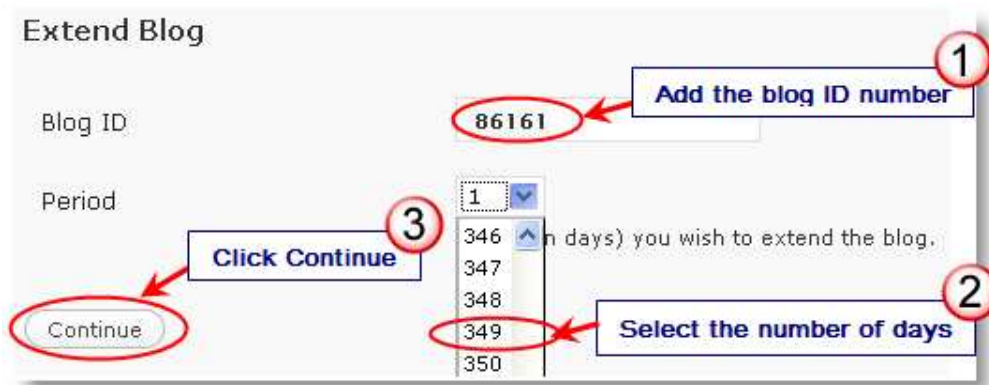 Extend Blog
1
Add the blog ID number
Blog ID
86161
Period
1
3
346
n days) you wish to extend the blog.
Click Continue
347
348
2
Continue
349
Select the number of days
350